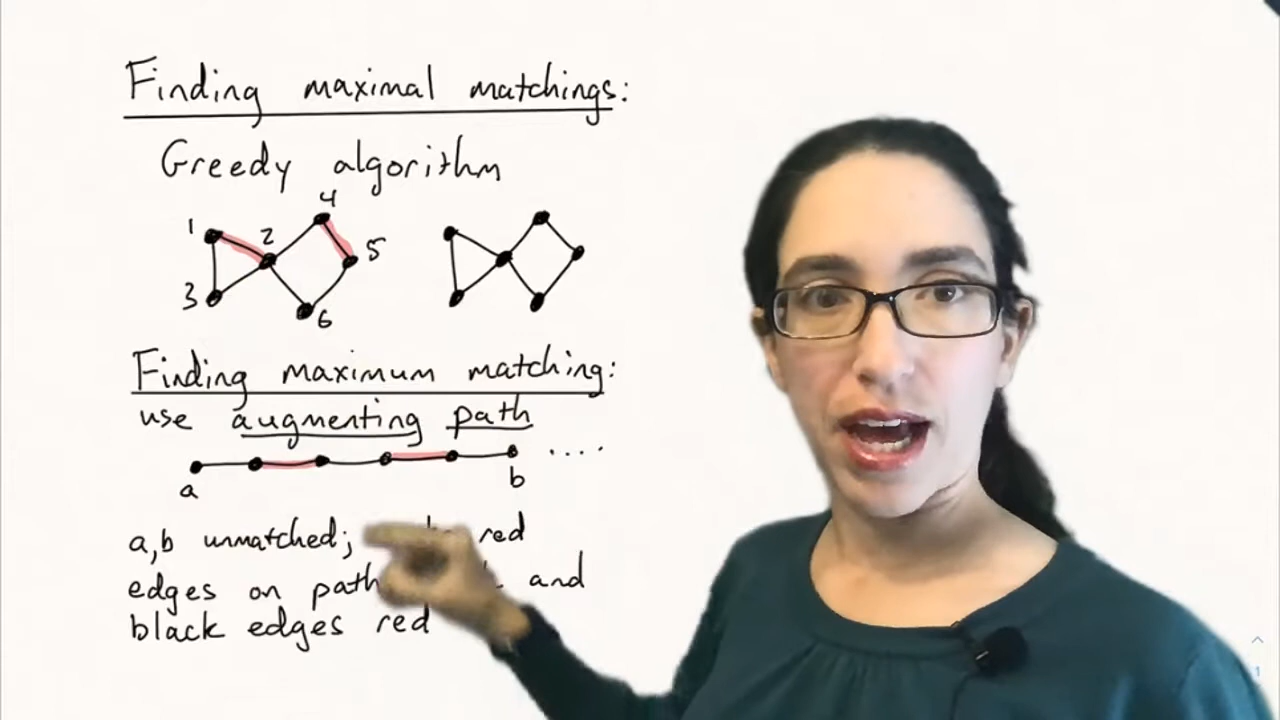 Finding maximal matchings:
Greedy algorithm
4
1
2
5
3
6
Finding maximum matching:
use augmenting path
....
a
b
a,b unmatched; red
edges on path and
black edges red
1